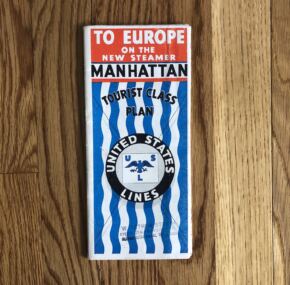 TO EUROPE
ON THE
NEW STEAMER
MANHATTAN
TOURIST CLASS
PLAN
UNITED STATES
U S
L
LINES